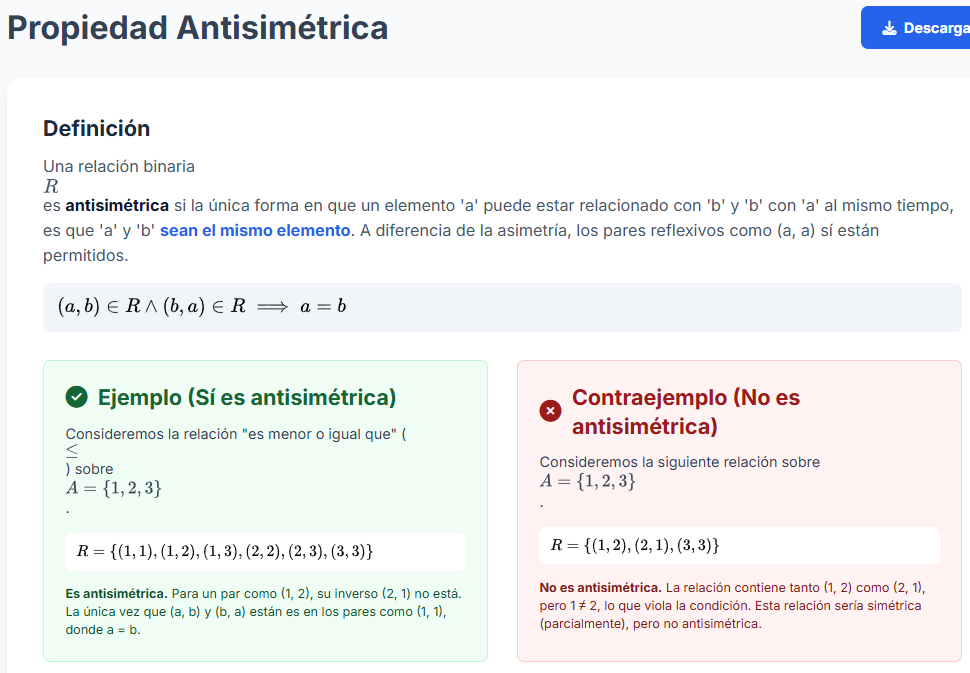 Propiedad Antisimétrica
Descarga
Definición
Una relación binaria
R
es antisimétrica si la única forma en que un elemento 'a' puede estar relacionado con 'b' y 'b' con 'a' al mismo tiempo,
es que 'a' y 'b' sean el mismo elemento. A diferencia de la asimetría, los pares reflexivos como (a, a) sí están
permitidos.
(a, b) ∈ R ∧ (b, a) ∈ R ⟹ a = b
Ejemplo (Sí es antisimétrica)
Consideremos la relación "es menor o igual que" (
≤
) sobre
A = {1, 2, 3}
.
R = {(1, 1), (1, 2), (1, 3), (2, 2), (2, 3), (3, 3)}
Es antisimétrica. Para un par como (1, 2), su inverso (2, 1) no está.
La única vez que (a, b) y (b, a) están es en los pares como (1, 1),
donde a = b.
Contraejemplo (No es
antisimétrica)
Consideremos la siguiente relación sobre
A = {1, 2, 3}
.
R = {(1, 2), (2, 1), (3, 3)}
No es antisimétrica. La relación contiene tanto (1, 2) como (2, 1),
pero 1 ≠ 2, lo que viola la condición. Esta relación sería simétrica
(parcialmente), pero no antisimétrica.